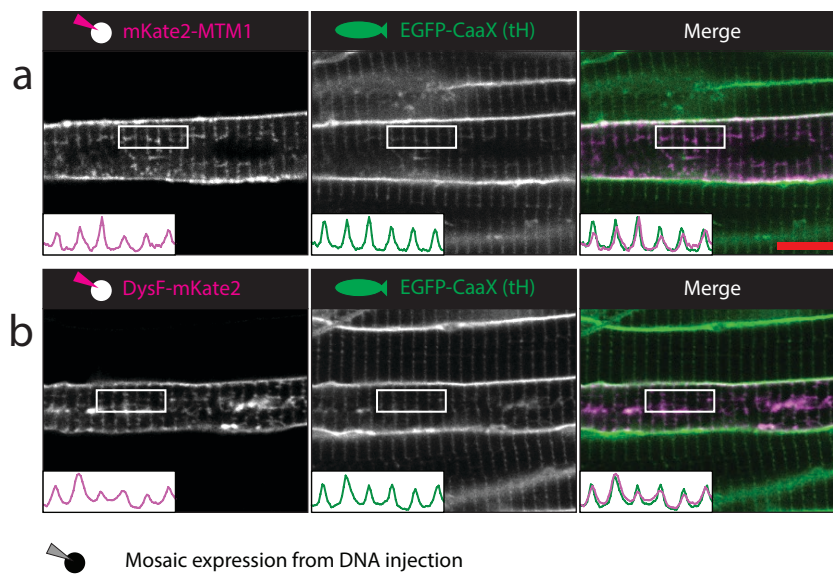 mKate2-MTM1 EGFP-CaaX (tH) Merge
a
DysF-mKate2 EGFP-CaaX (tH) Merge
b
Mosaic expression from DNA injection